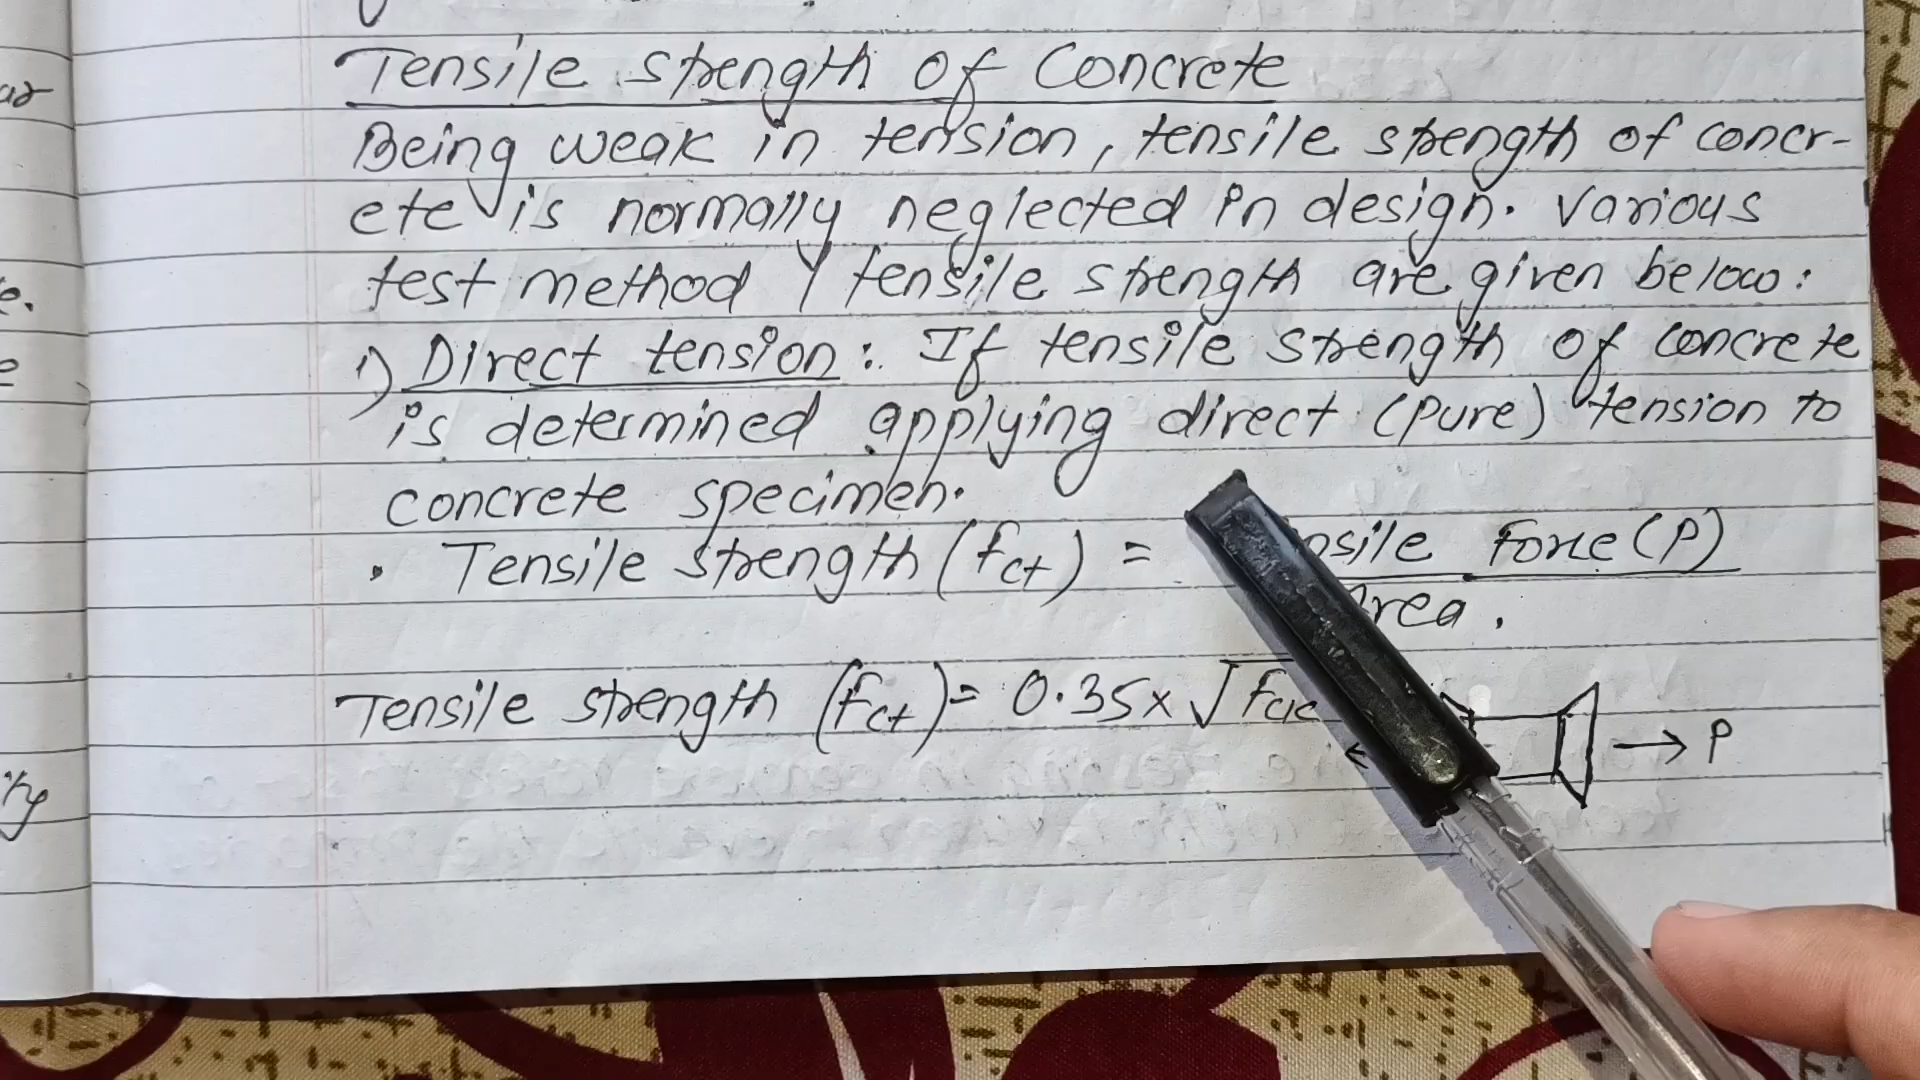 Tensile strength of Concrete
Being weak in tension, tensile strength of concr-
ete is normally neglected in design. Various
test method / tensile strength are given below:
1) Direct tension: If tensile strength of concrete
is determined applying direct (pure) tension to
concrete specimen.
• Tensile strength (fct) = nsile Force (P)
Area.
Tensile strength (fct) = 0.35 x √fck
← → P